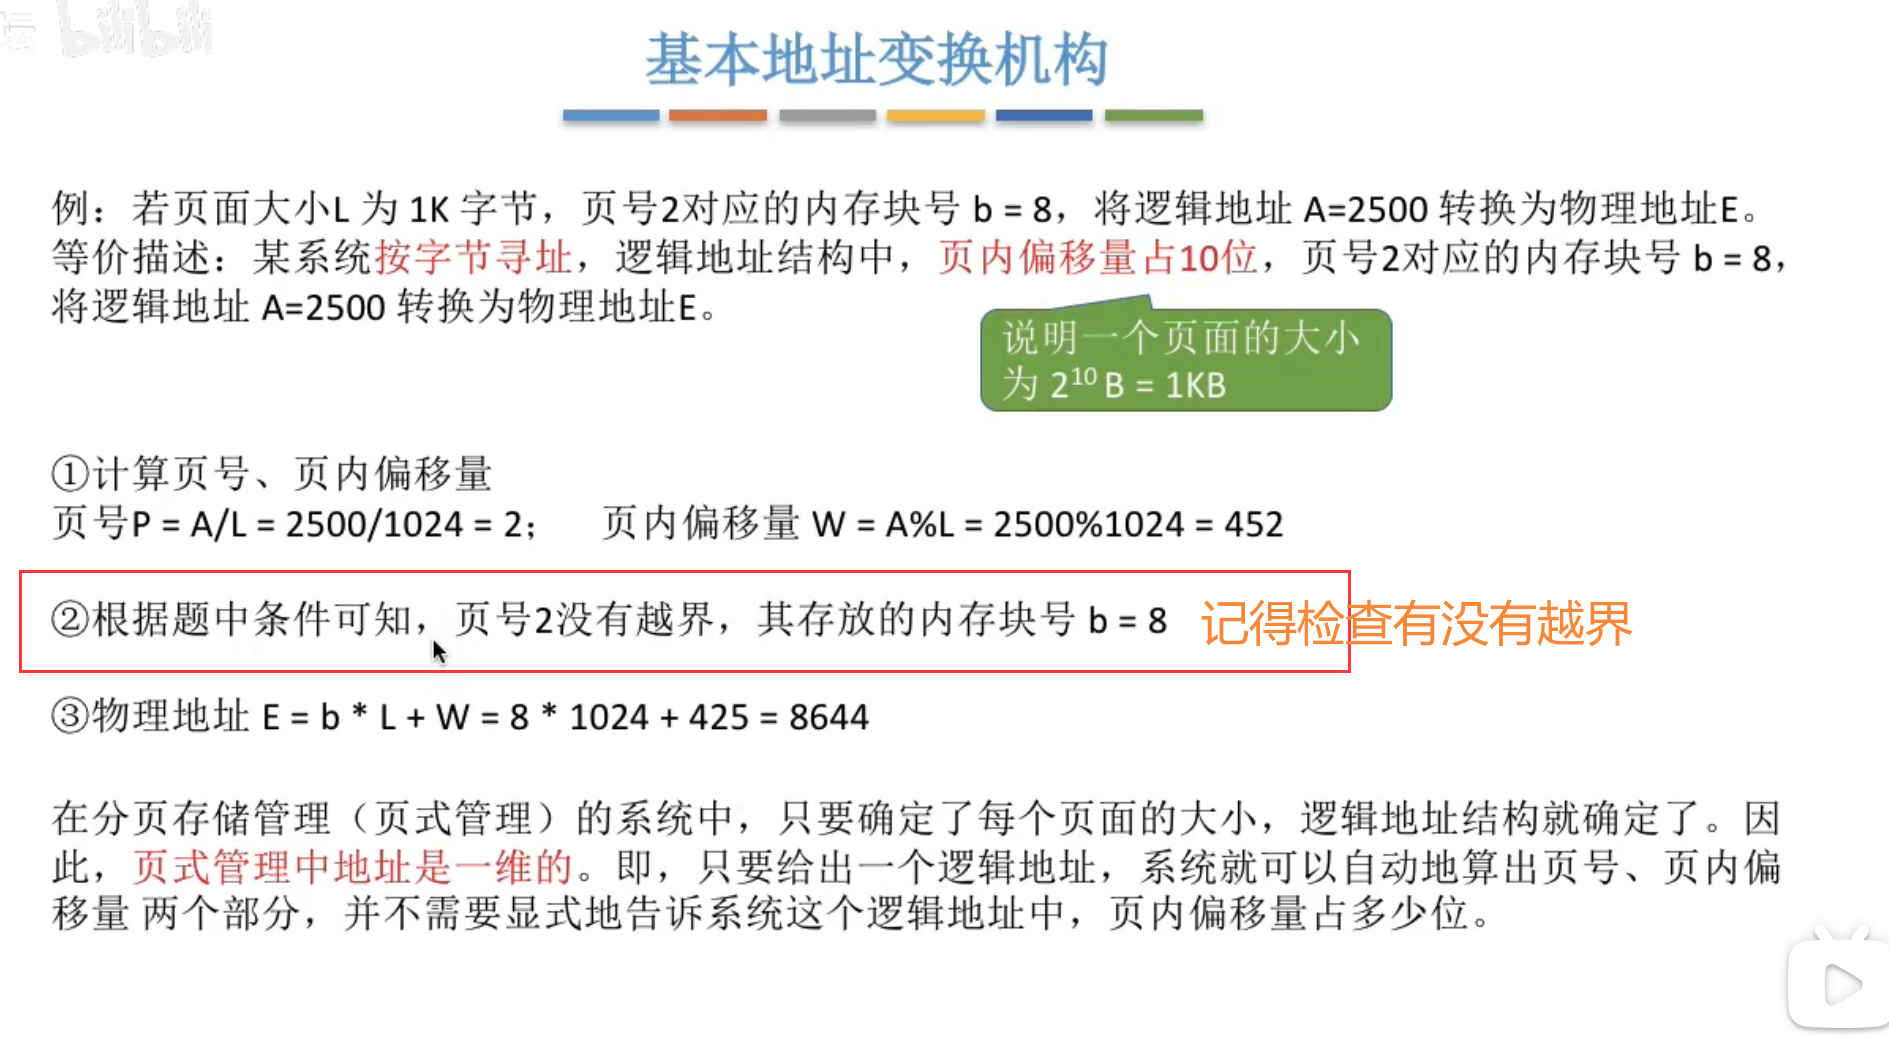 坛 bilibili
基本地址变换机构
例：若页面大小L 为 1K 字节，页号2对应的内存块号 b = 8，将逻辑地址 A=2500 转换为物理地址E。
等价描述：某系统按字节寻址，逻辑地址结构中，页内偏移量占10位，页号2对应的内存块号 b = 8，
将逻辑地址 A=2500 转换为物理地址E。
说明一个页面的大小
为 2¹⁰ B = 1KB
①计算页号、页内偏移量
页号P = A/L = 2500/1024 = 2； 页内偏移量 W = A%L = 2500%1024 = 452
②根据题中条件可知，页号2没有越界，其存放的内存块号 b = 8 记得检查有没有越界
③物理地址 E = b * L + W = 8 * 1024 + 425 = 8644
在分页存储管理（页式管理）的系统中，只要确定了每个页面的大小，逻辑地址结构就确定了。因
此，页式管理中地址是一维的。即，只要给出一个逻辑地址，系统就可以自动地算出页号、页内偏
移量 两个部分，并不需要显式地告诉系统这个逻辑地址中，页内偏移量占多少位。